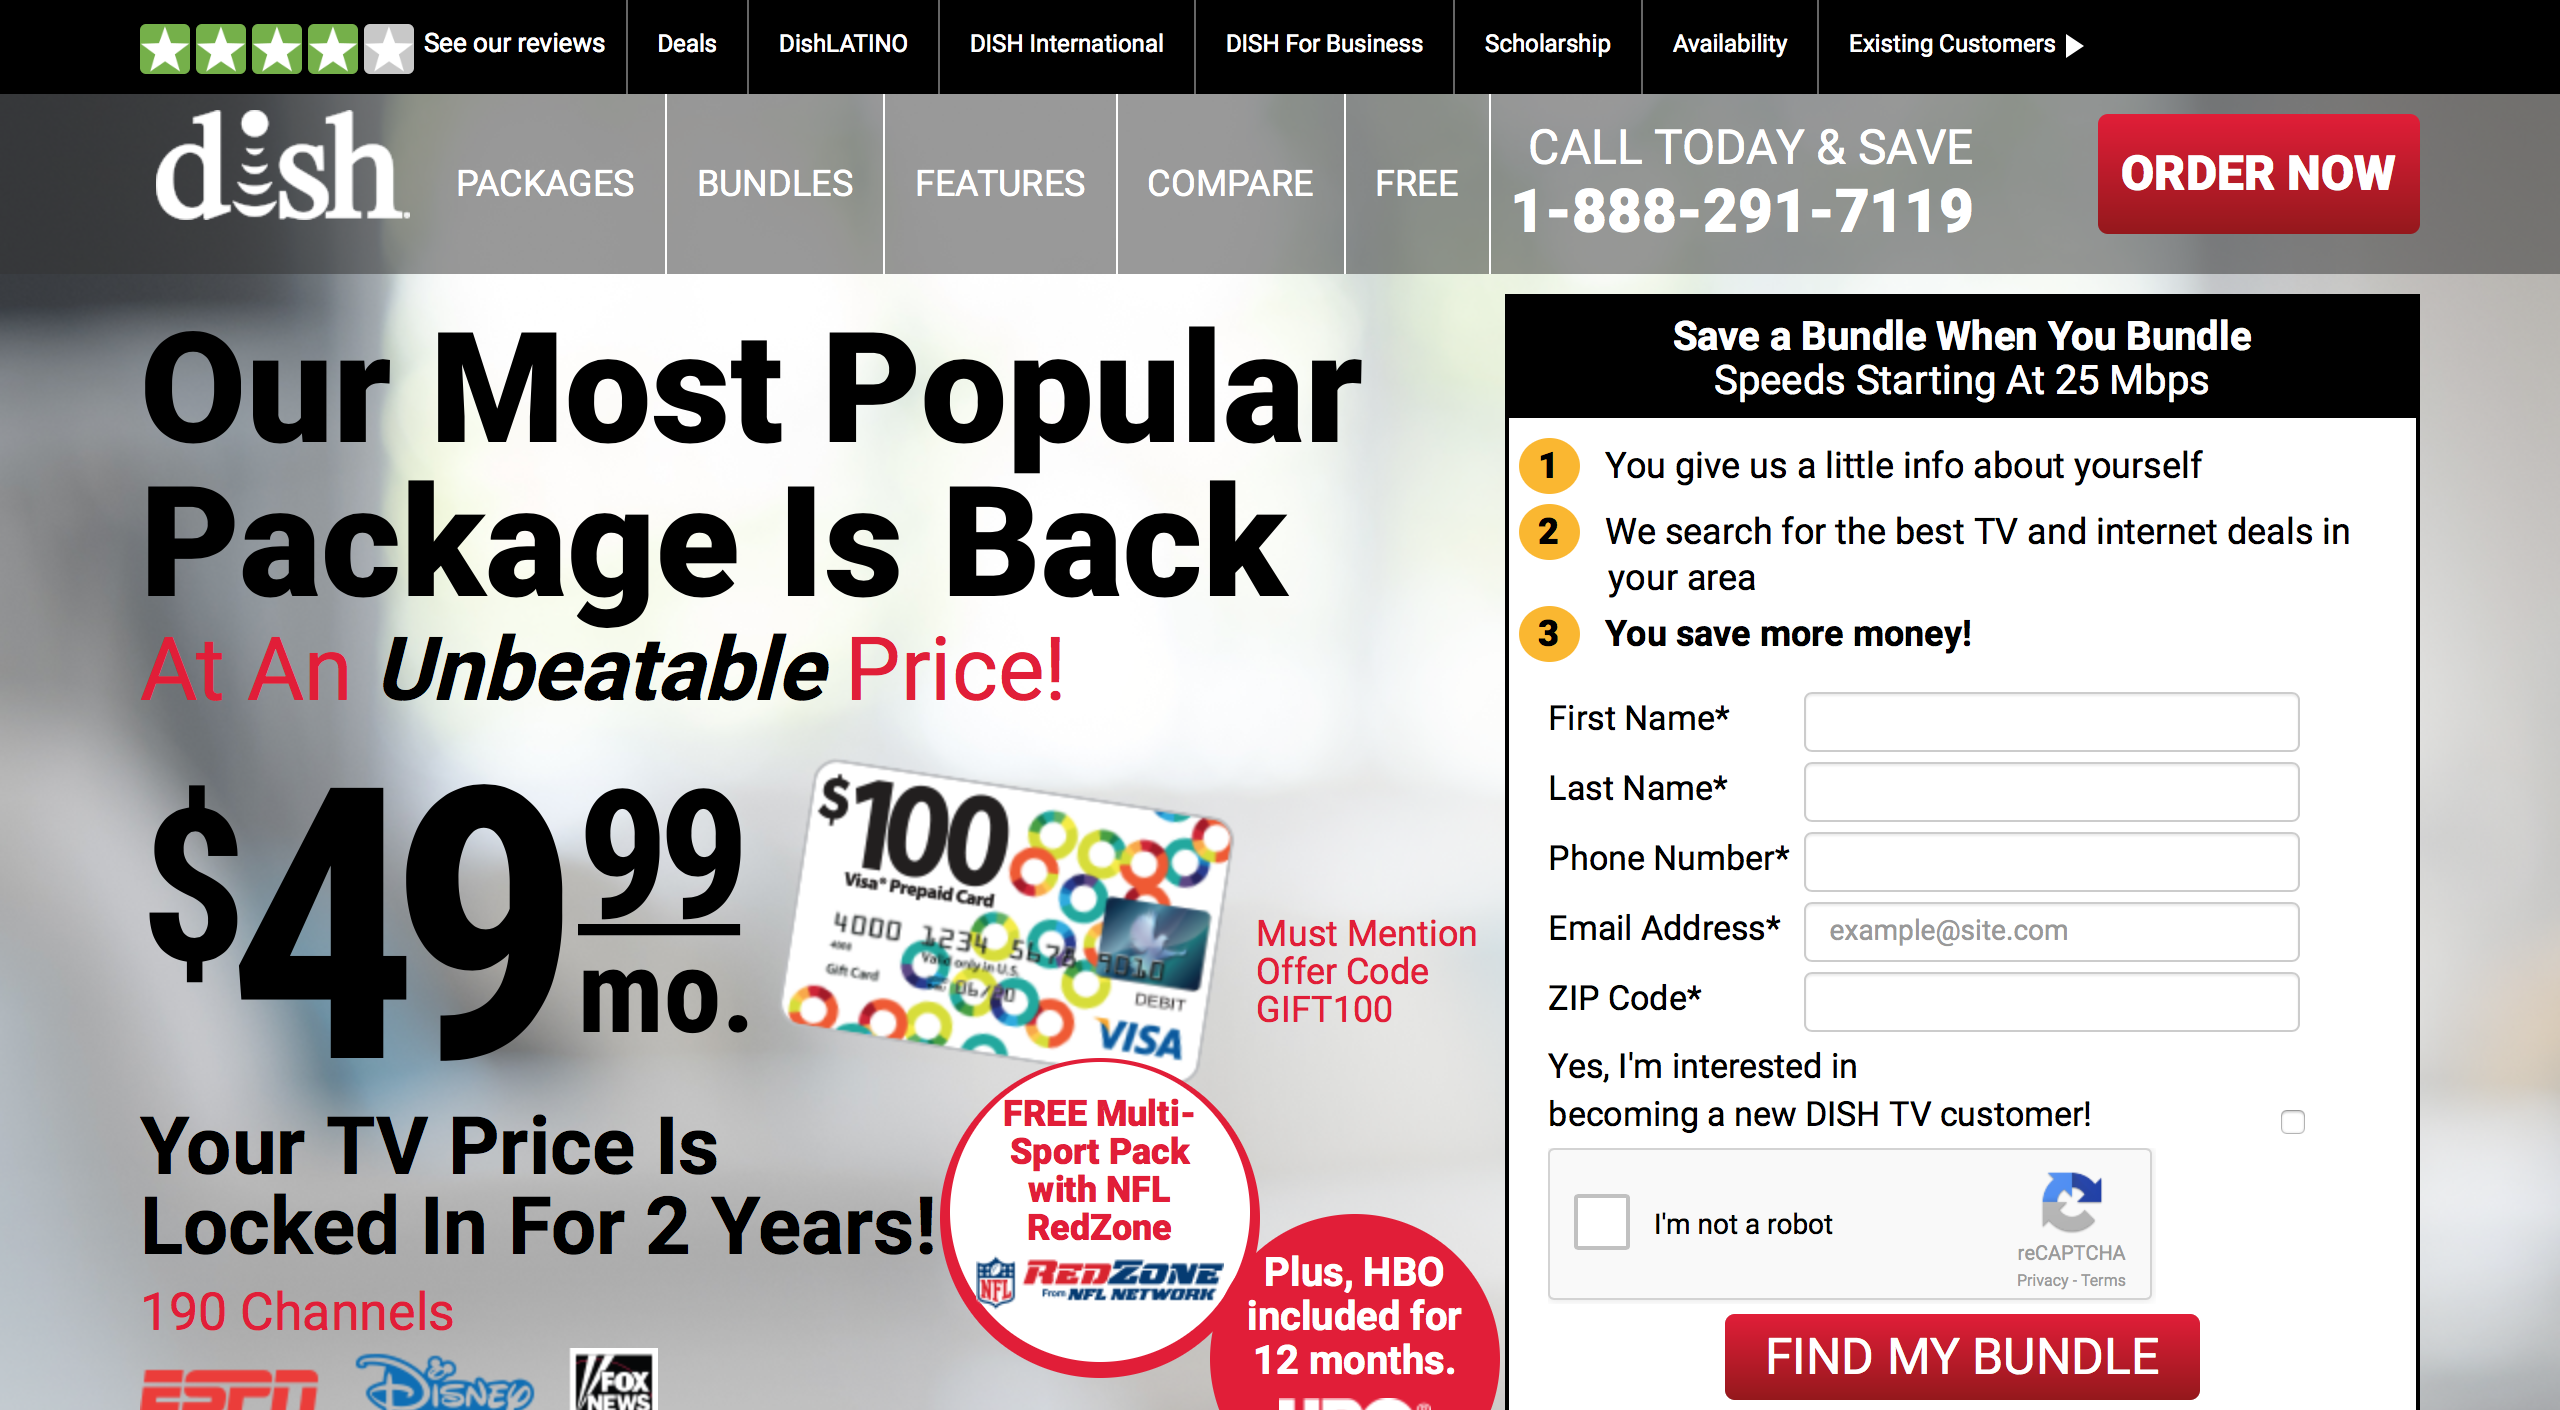 See our reviews
Deals
DishLATINO
DISH International
DISH For Business
Scholarship
Availability
Existing Customers
dish
PACKAGES
BUNDLES
FEATURES
COMPARE
FREE
CALL TODAY & SAVE
1-888-291-7119
ORDER NOW
Our Most Popular
Package Is Back
At An Unbeatable Price!
$49 99
mo.
$100
Visa® Prepaid Card
4000 1234 5678 9010
4000
Valid only in U.S.
Gift Card
06/20
DEBIT
VISA
Must Mention
Offer Code
GIFT100
Your TV Price Is
Locked In For 2 Years!
190 Channels
ESPN
Disney
FOX
NEWS
FREE Multi-
Sport Pack
with NFL
RedZone
NFL
REDZONE
From NFL NETWORK
Plus, HBO
included for
12 months.
HBO®
Save a Bundle When You Bundle
Speeds Starting At 25 Mbps
1 You give us a little info about yourself
2 We search for the best TV and internet deals in
your area
3 You save more money!
First Name*
Last Name*
Phone Number*
Email Address* example@site.com
ZIP Code*
Yes, I'm interested in
becoming a new DISH TV customer!
I'm not a robot
reCAPTCHA
Privacy - Terms
FIND MY BUNDLE